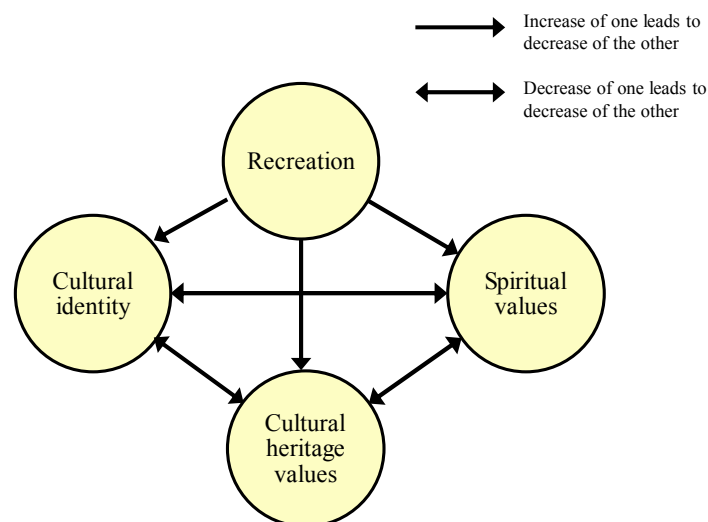 Increase of one leads to
decrease of the other
Decrease of one leads to
decrease of the other
Recreation
Cultural
identity
Spiritual
values
Cultural
heritage
values